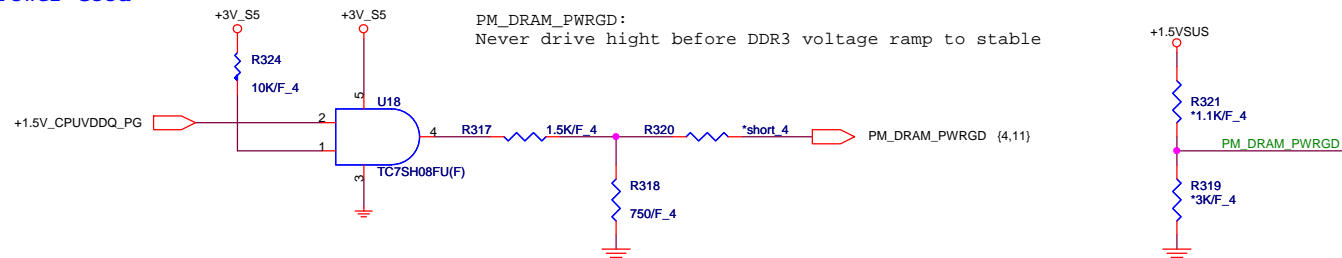 +3V_S5
+3V_S5
PM_DRAM_PWRGD:
Never drive hight before DDR3 voltage ramp to stable
R324
10K/F_4
+1.5V_CPUVDDQ_PG
2
1
5
U18
4
3
TC7SH08FU(F)
R317
1.5K/F_4
R320
*short_4
PM_DRAM_PWRGD {4,11}
R318
750/F_4
+1.5VSUS
R321
*1.1K/F_4
PM_DRAM_PWRGD
R319
*3K/F_4